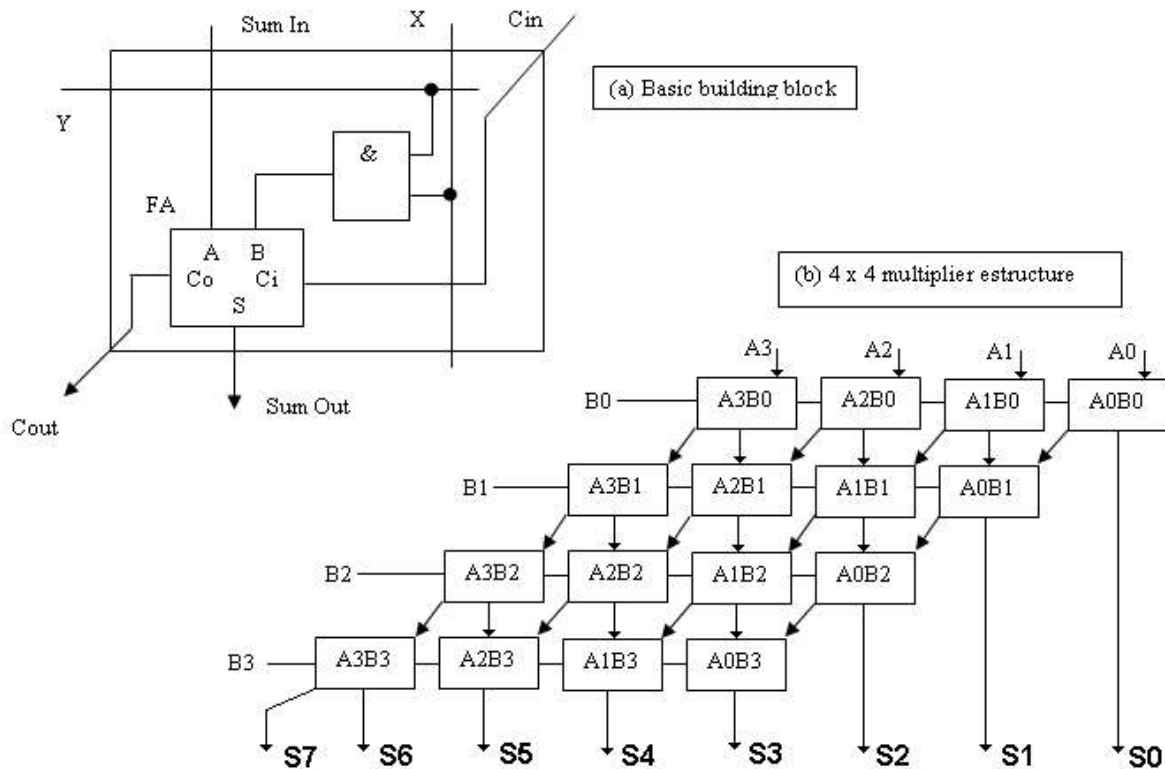 Sum In
X
Cin
(a) Basic building block
Y
&
FA
A B
Co Ci
S
Cout
Sum Out
(b) 4 x 4 multiplier estructure
A3 A2 A1 A0
B0 A3B0 A2B0 A1B0 A0B0
B1 A3B1 A2B1 A1B1 A0B1
B2 A3B2 A2B2 A1B2 A0B2
B3 A3B3 A2B3 A1B3 A0B3
S7 S6 S5 S4 S3 S2 S1 S0